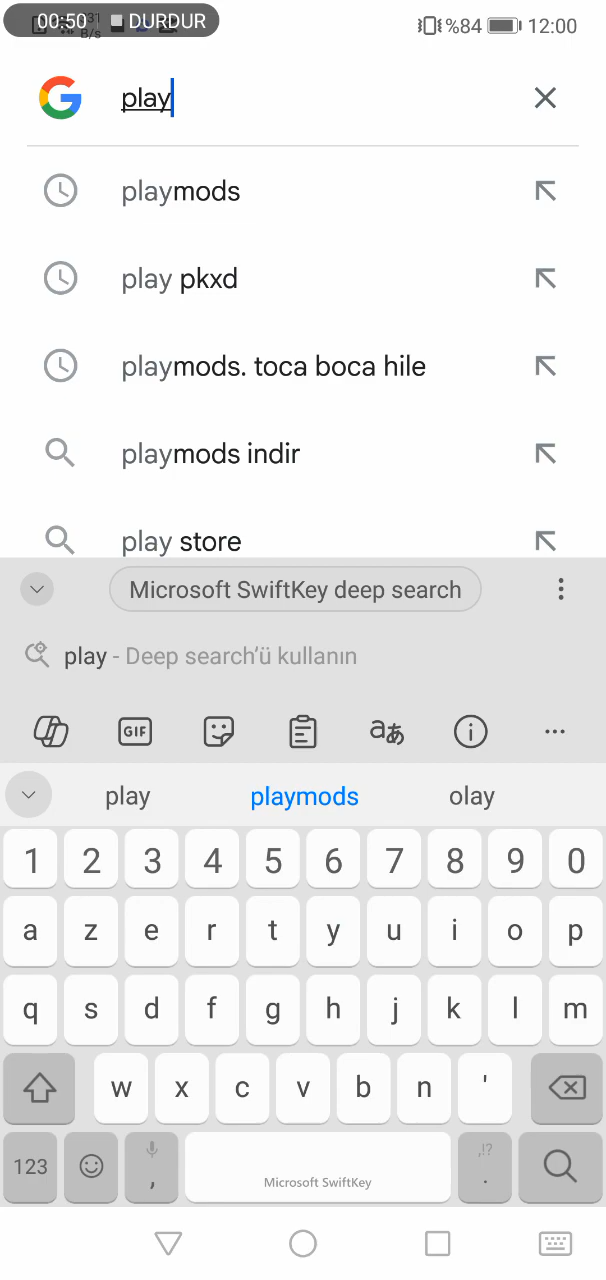 00:50 DURDUR %84 12:00
B/s
play
playmods
play pkxd
playmods. toca boca hile
playmods indir
play store
Microsoft SwiftKey deep search
play - Deep search'ü kullanın
GIF aあ
play playmods olay
1 2 3 4 5 6 7 8 9 0
a z e r t y u i o p
q s d f g h j k l m
w x c v b n '
123 , Microsoft SwiftKey ,!? .